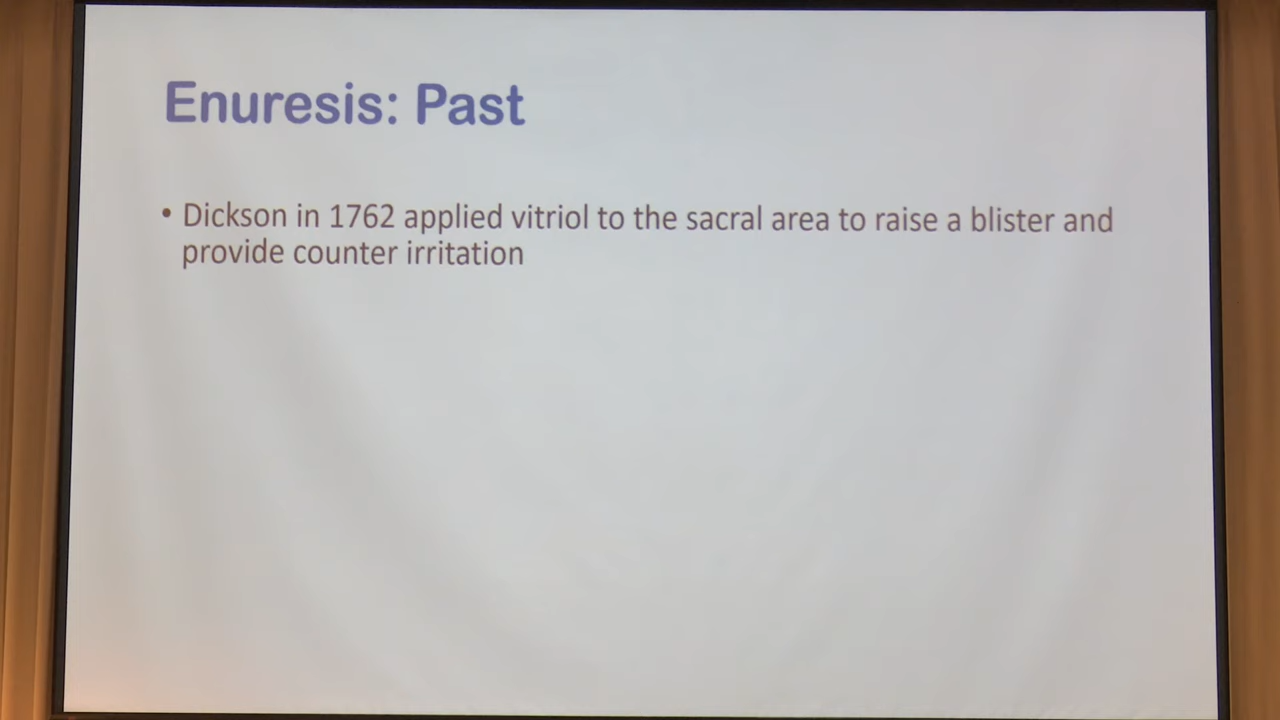 Enuresis: Past
• Dickson in 1762 applied vitriol to the sacral area to raise a blister and
provide counter irritation